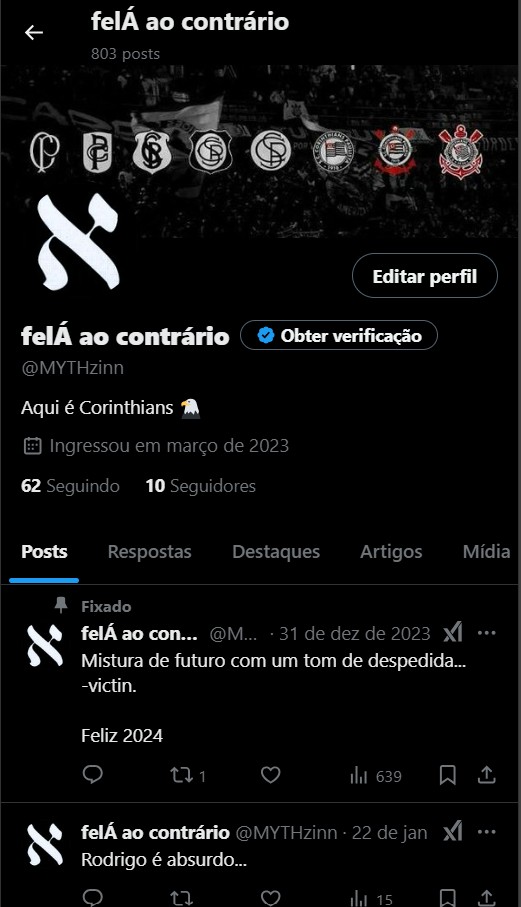 felÁ ao contrário
803 posts
א
Editar perfil
felÁ ao contrário Obter verificação
@MYTHzinn
Aqui é Corinthians 🦅
Ingressou em março de 2023
62 Seguindo 10 Seguidores
Posts Respostas Destaques Artigos Mídia
Fixado
felÁ ao con... @M... · 31 de dez de 2023
Mistura de futuro com um tom de despedida...
-victin.
Feliz 2024
1 639
felÁ ao contrário @MYTHzinn · 22 de jan
Rodrigo é absurdo...
15